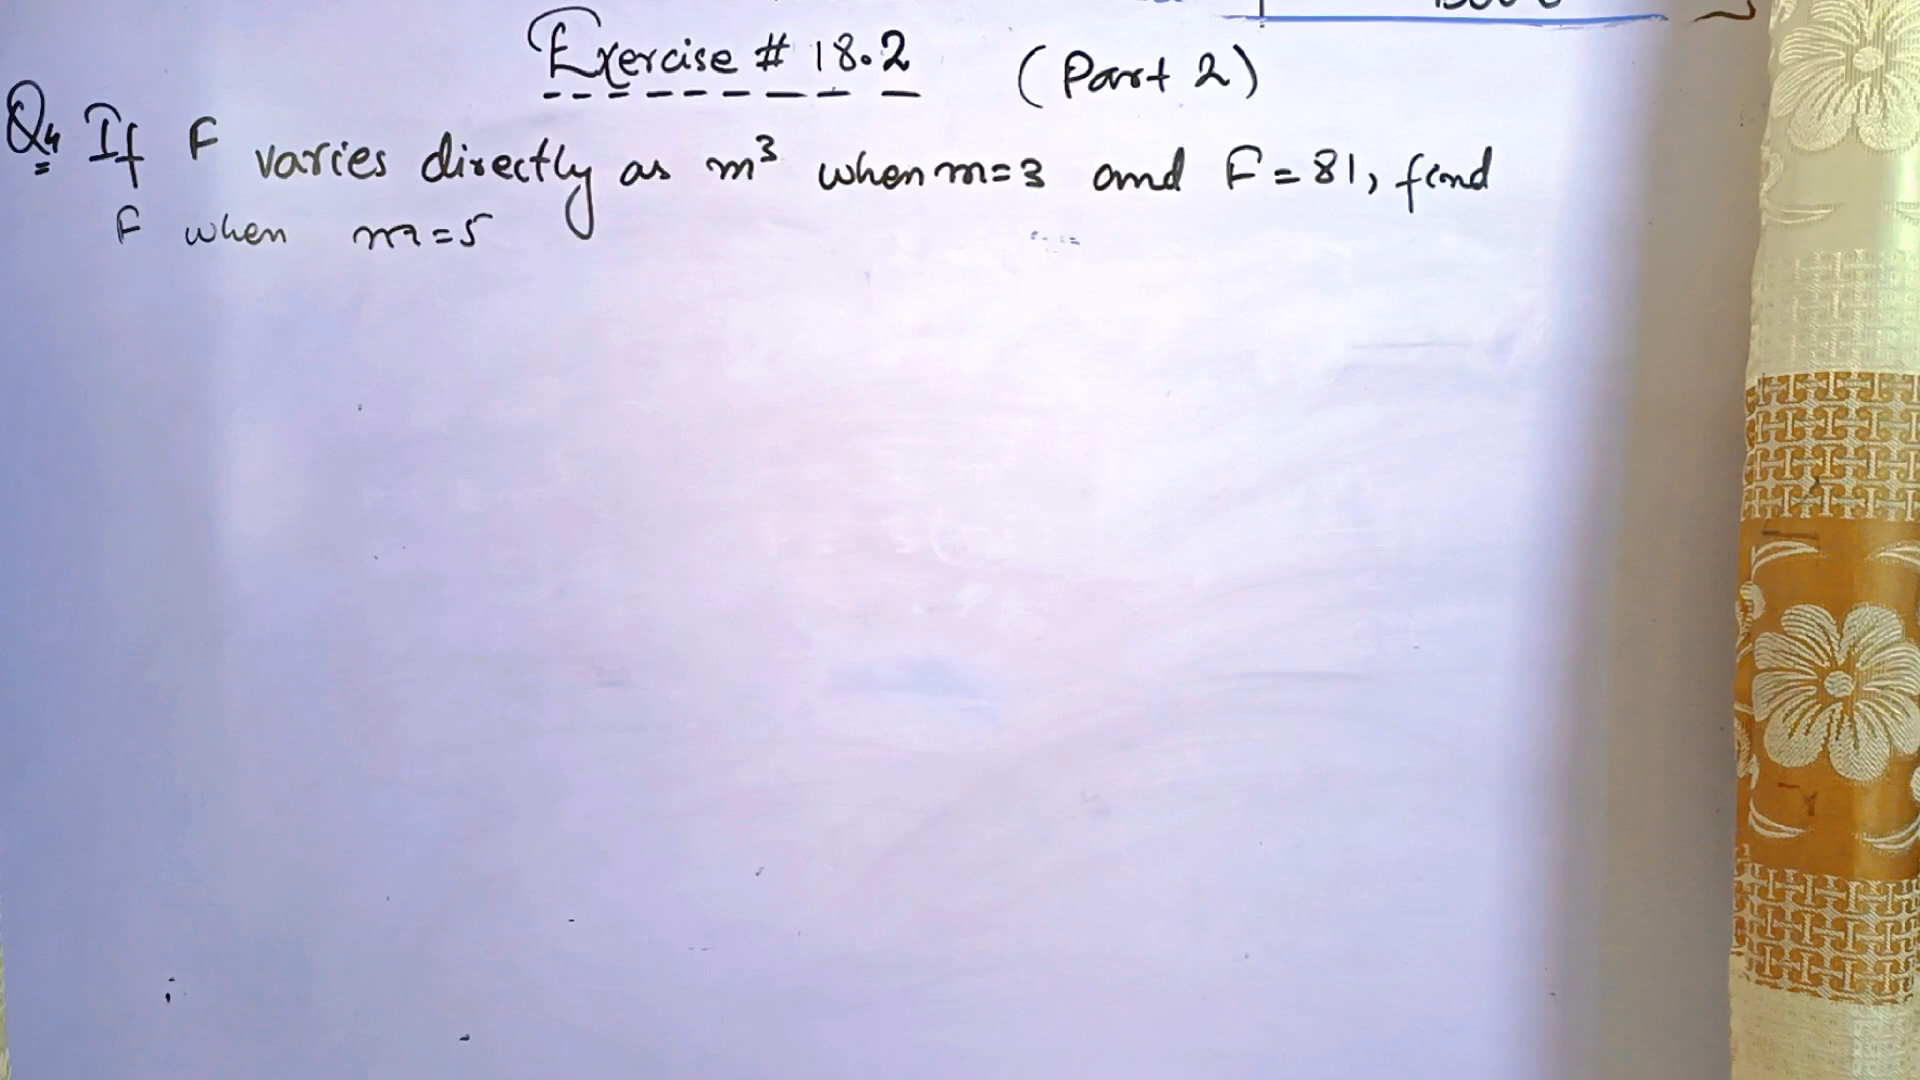 Exercise # 18.2 (Part 2)
Q4 If F varies directly as m³ when m=3 and F=81, find
F when m=5